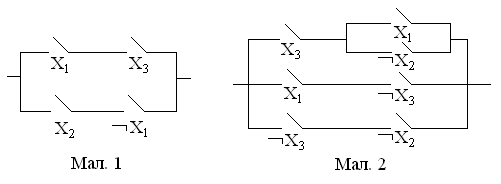 X₁ X₃
X₂ ¬X₁
Мал. 1
X₃ X₁
¬X₂
X₁ ¬X₃
¬X₃ ¬X₂
Мал. 2